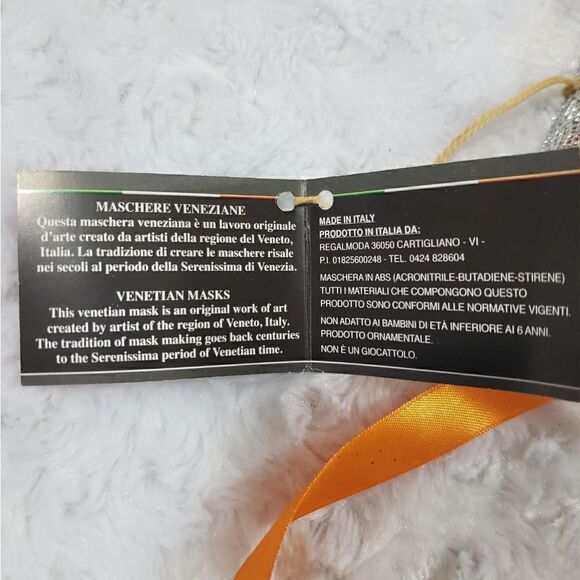 MASCHERE VENEZIANE
Questa maschera veneziana è un lavoro originale
d'arte creato da artisti della regione del Veneto,
Italia. La tradizione di creare le maschere risale
nei secoli al periodo della Serenissima di Venezia.
VENETIAN MASKS
This venetian mask is an original work of art
created by artist of the region of Veneto, Italy.
The tradition of mask making goes back centuries
to the Serenissima period of Venetian time.
MADE IN ITALY
PRODOTTO IN ITALIA DA:
REGALMODA 36050 CARTIGLIANO - VI -
P.I. 01825600248 - TEL. 0424 828604
MASCHERA IN ABS (ACRONITRILE-BUTADIENE-STIRENE)
TUTTI I MATERIALI CHE COMPONGONO QUESTO
PRODOTTO SONO CONFORMI ALLE NORMATIVE VIGENTI.
NON ADATTO AI BAMBINI DI ETÀ INFERIORE AI 6 ANNI.
PRODOTTO ORNAMENTALE.
NON È UN GIOCATTOLO.